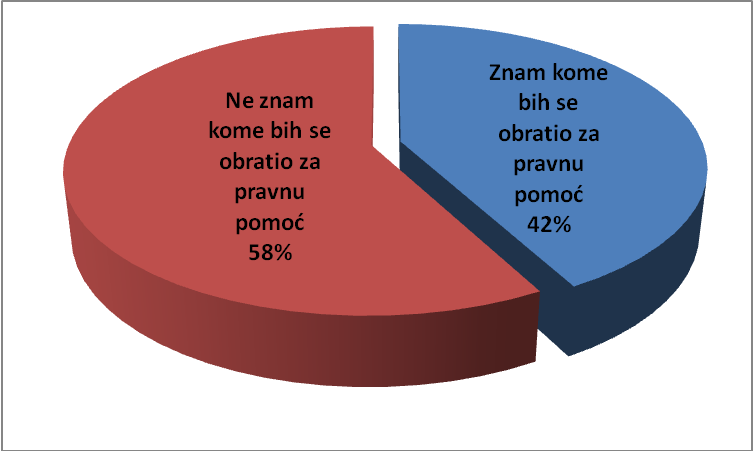 Ne znam
kome bih se
obratio za
pravnu
pomoć
58%
Znam kome
bih se
obratio za
pravnu
pomoć
42%